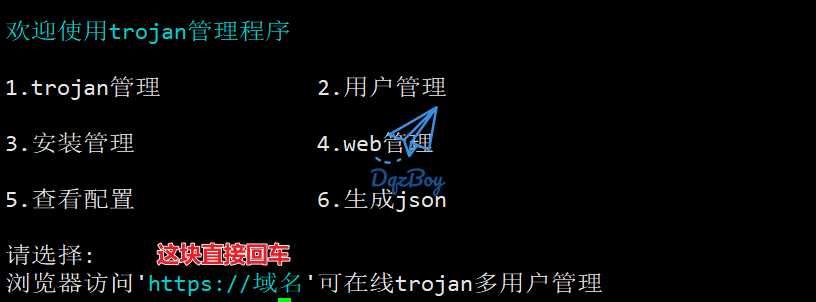 欢迎使用trojan管理程序
1.trojan管理 2.用户管理
3.安装管理 4.web管理
DqzBoy
5.查看配置 6.生成json
请选择: 这块直接回车
浏览器访问'https://域名'可在线trojan多用户管理